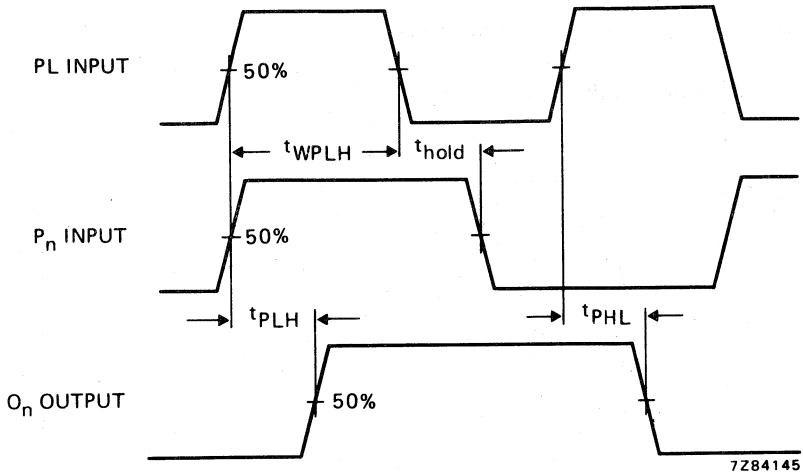 PL INPUT
50%
tWPLH
thold
Pn INPUT
50%
tPLH
tPHL
On OUTPUT
50%
7Z84145